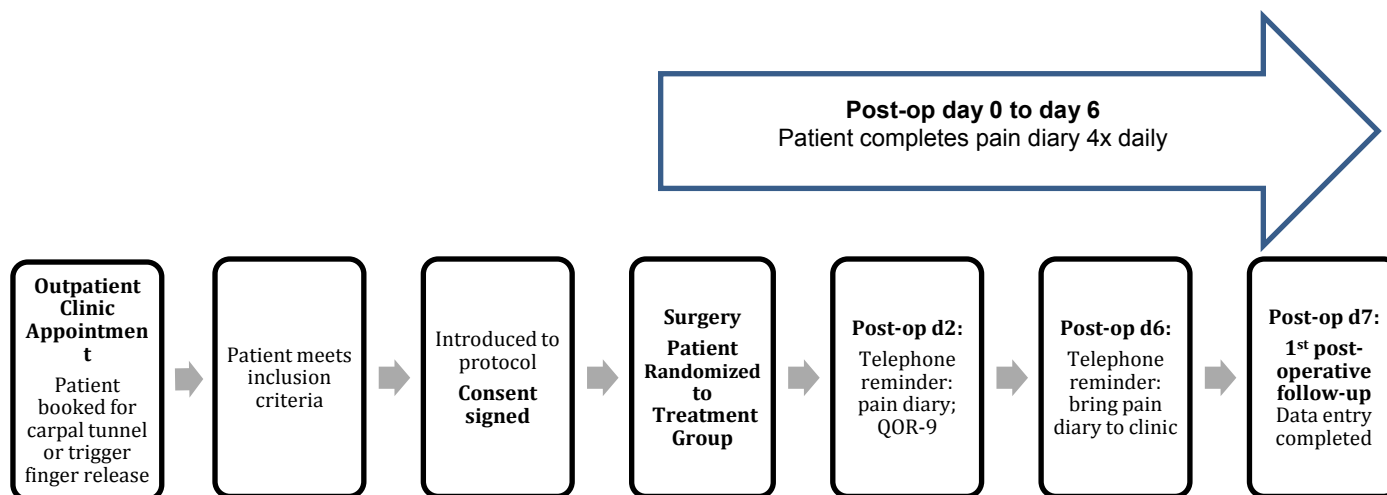 Post-op day 0 to day 6
Patient completes pain diary 4x daily
Outpatient
Clinic
Appointmen
t
Patient
booked for
carpal tunnel
or trigger
finger release
Patient meets
inclusion
criteria
Introduced to
protocol
Consent
signed
Surgery
Patient
Randomized
to
Treatment
Group
Post-op d2:
Telephone
reminder:
pain diary;
QOR-9
Post-op d6:
Telephone
reminder:
bring pain
diary to clinic
Post-op d7:
1st post-
operative
follow-up
Data entry
completed